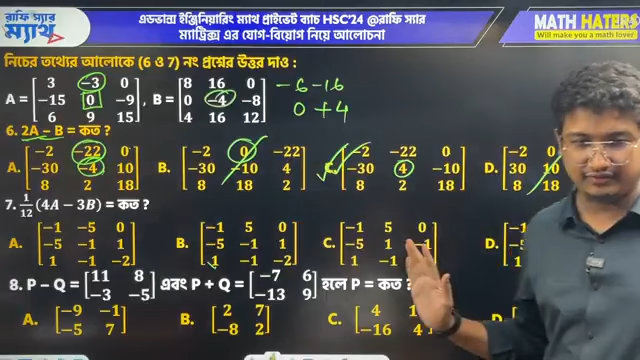 রাফি স্যার
ম্যাথ
এডভান্স ইঞ্জিনিয়ারিং ম্যাথ প্রাইভেট ব্যাচ HSC'24 @রাফি স্যার
ম্যাট্রিক্স এর যোগ-বিয়োগ নিয়ে আলোচনা
MATH HATERS
Will make you a math lover
নিচের তথ্যের আলোকে (6 ও 7) নং প্রশ্নের উত্তর দাও :
A = [3 -3 0; -15 0 -9; 6 9 15], B = [8 16 0; 0 -4 -8; 4 16 12]
-6-16
0+4
6. 2A – B = কত ?
A. [-2 -22 0; -30 -4 10; 8 2 18] B. [-2 0 -22; -30 -10 4; 8 2 18] [-2 -22 0; -30 4 -10; 8 2 18] D. [-2 0; 30 10; 8 18]
7. 1/12 (4A – 3B) = কত ?
A. [-1 -5 0; -5 -1 1; 1 -1 -2] B. [-1 5 0; -5 -1 1; 1 1 -2] C. [-1 5 0; -5 1 -1; 1 -1] D. [-1; -5; 1]
8. P – Q = [11 8; -3 -5] এবং P + Q = [-7 6; -13 9] হলে P = কত ?
A. [-9 -1; -5 7] B. [2 7; -8 2] C. [4 1; -16 4] D.